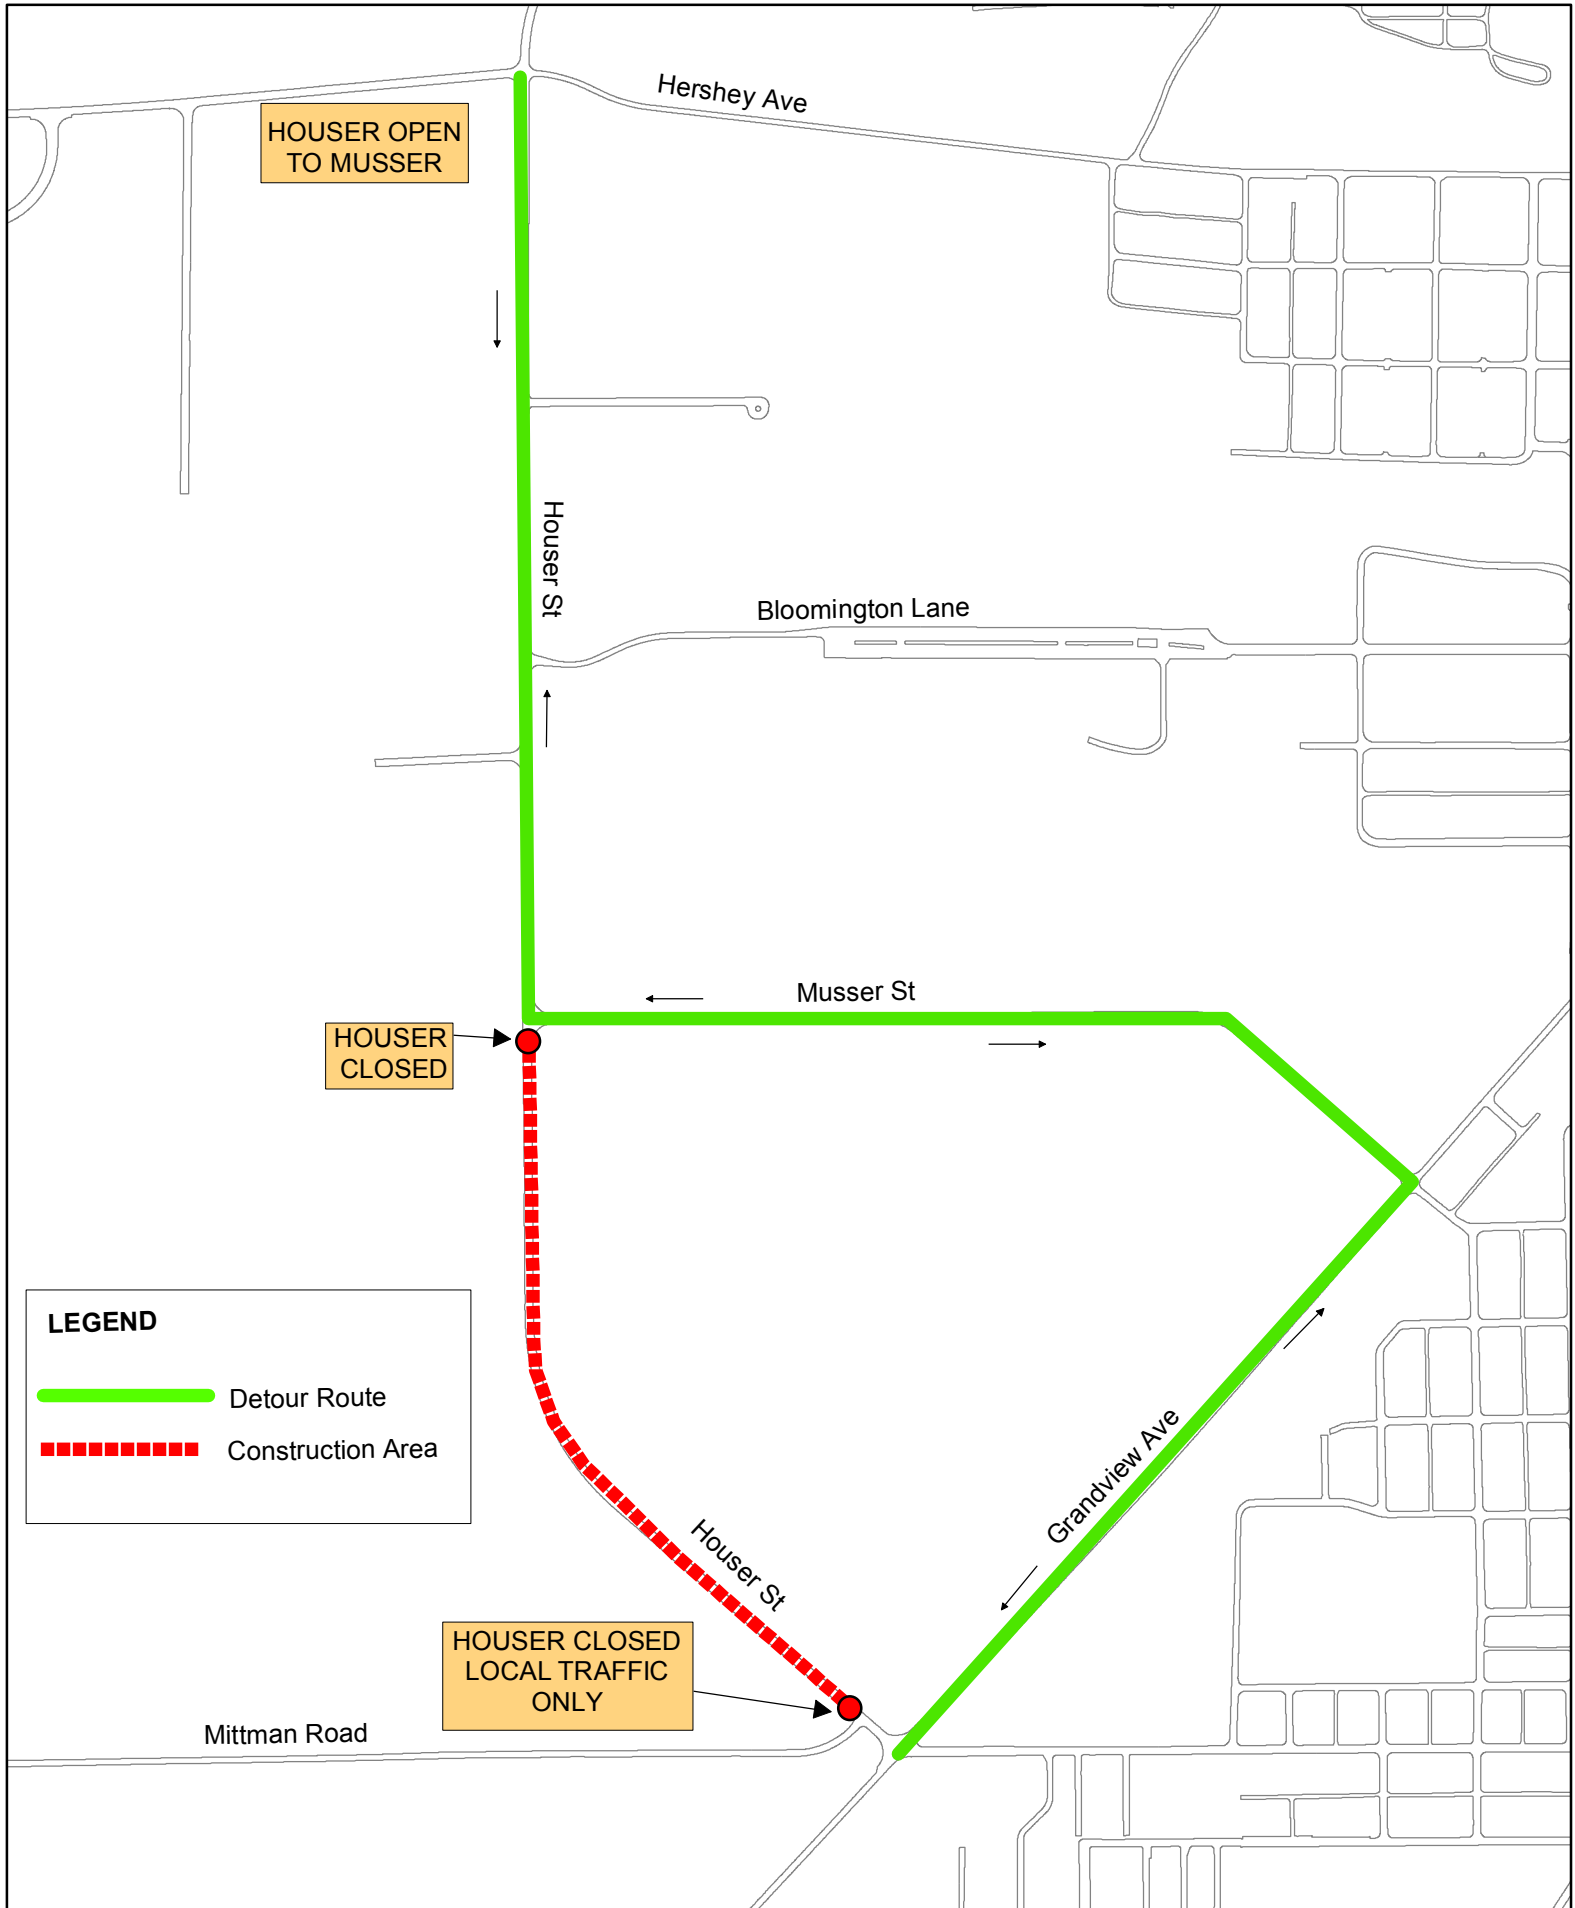 Hershey Ave
HOUSER OPEN
TO MUSSER
Houser St
Bloomington Lane
Musser St
HOUSER
CLOSED
LEGEND
Detour Route
Construction Area
Grandview Ave
Houser St
HOUSER CLOSED
LOCAL TRAFFIC
ONLY
Mittman Road